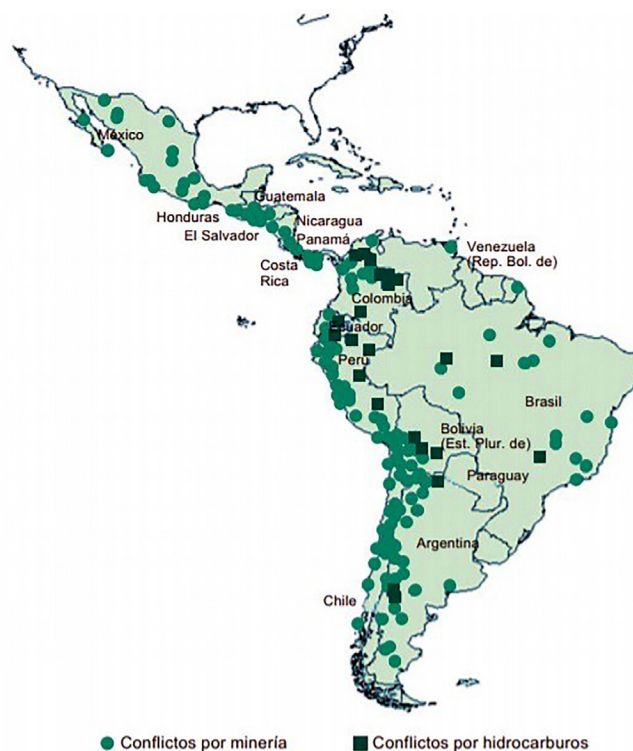 México
Guatemala
Honduras
Nicaragua
El Salvador
Panamá
Costa
Rica
Venezuela
(Rep. Bol. de)
Colombia
Ecuador
Perú
Brasil
Bolivia
(Est. Plur. de)
Paraguay
Argentina
Chile
Conflictos por minería
Conflictos por hidrocarburos